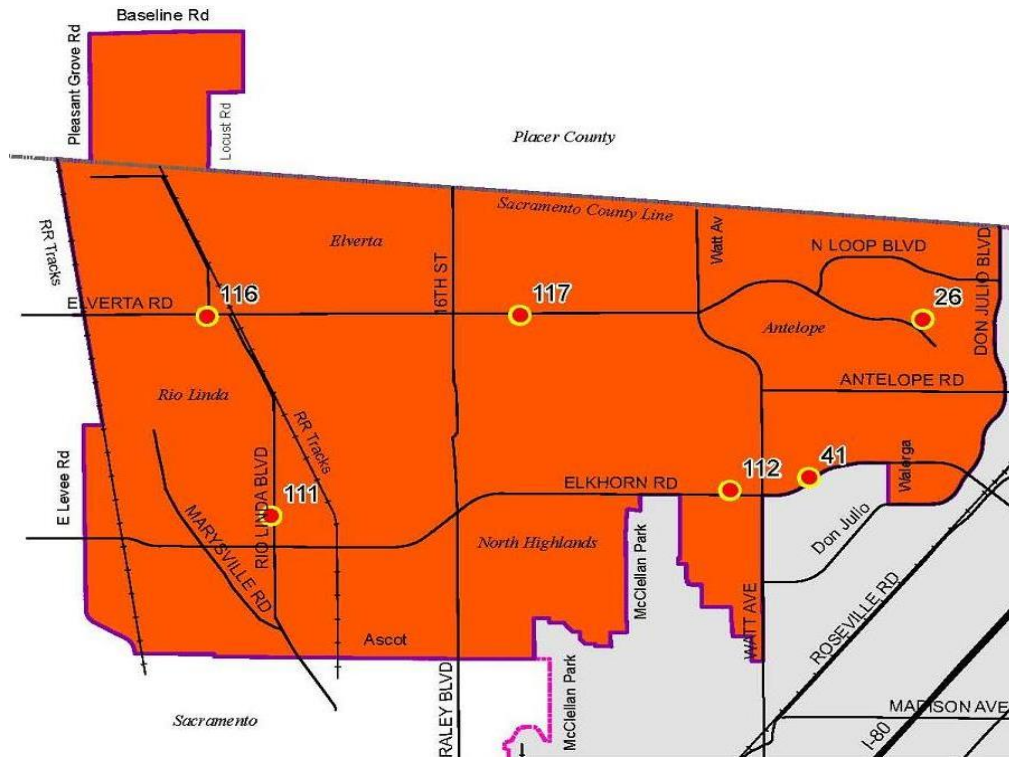 Baseline Rd
Pleasant Grove Rd
Locust Rd
Placer County
Sacramento County Line
RR Tracks
Elverta
16TH ST
Watt Av
N LOOP BLVD
DON JULIO BLVD
ELVERTA RD
116
117
26
Antelope
ANTELOPE RD
Rio Linda
RR Tracks
E Levee Rd
RIO LINDA BLVD
111
MARYSVILLE RD
ELKHORN RD
112
41
Walerga
North Highlands
McClellan Park
Don Julio
Ascot
WATT AVE
ROSEVILLE RD
Sacramento
RALEY BLVD
McClellan Park
MADISON AVE
I-80